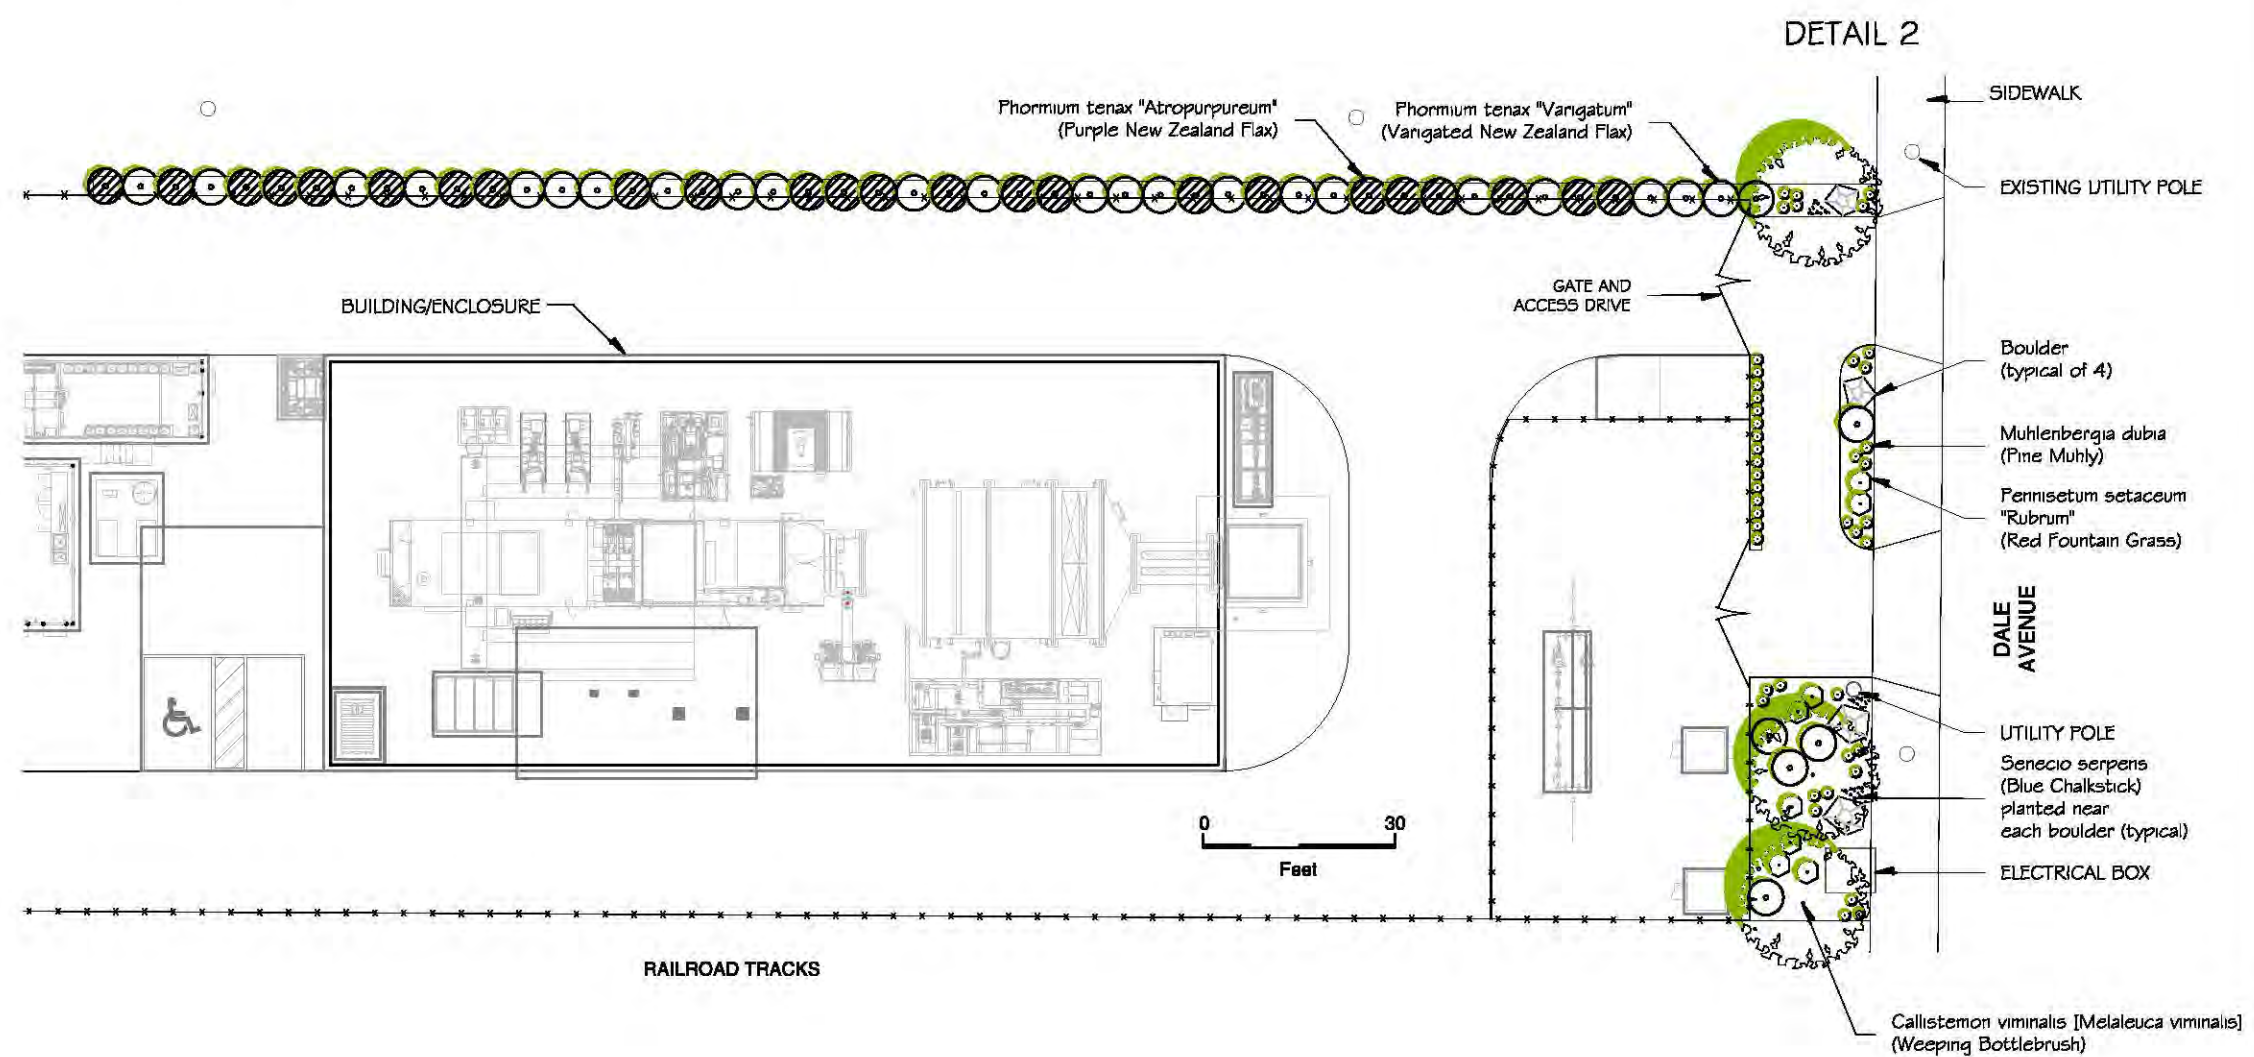 DETAIL 2
Phormium tenax "Atropurpureum"
(Purple New Zealand Flax)
Phormium tenax "Varigatum"
(Varigated New Zealand Flax)
SIDEWALK
EXISTING UTILITY POLE
BUILDING/ENCLOSURE
GATE AND
ACCESS DRIVE
Boulder
(typical of 4)
Muhlenbergia dubia
(Pine Muhly)
Pennisetum setaceum
"Rubrum"
(Red Fountain Grass)
DALE
AVENUE
UTILITY POLE
Senecio serpens
(Blue Chalkstick)
planted near
each boulder (typical)
0 30
Feet
ELECTRICAL BOX
RAILROAD TRACKS
Callistemon viminalis [Melaleuca viminalis]
(Weeping Bottlebrush)